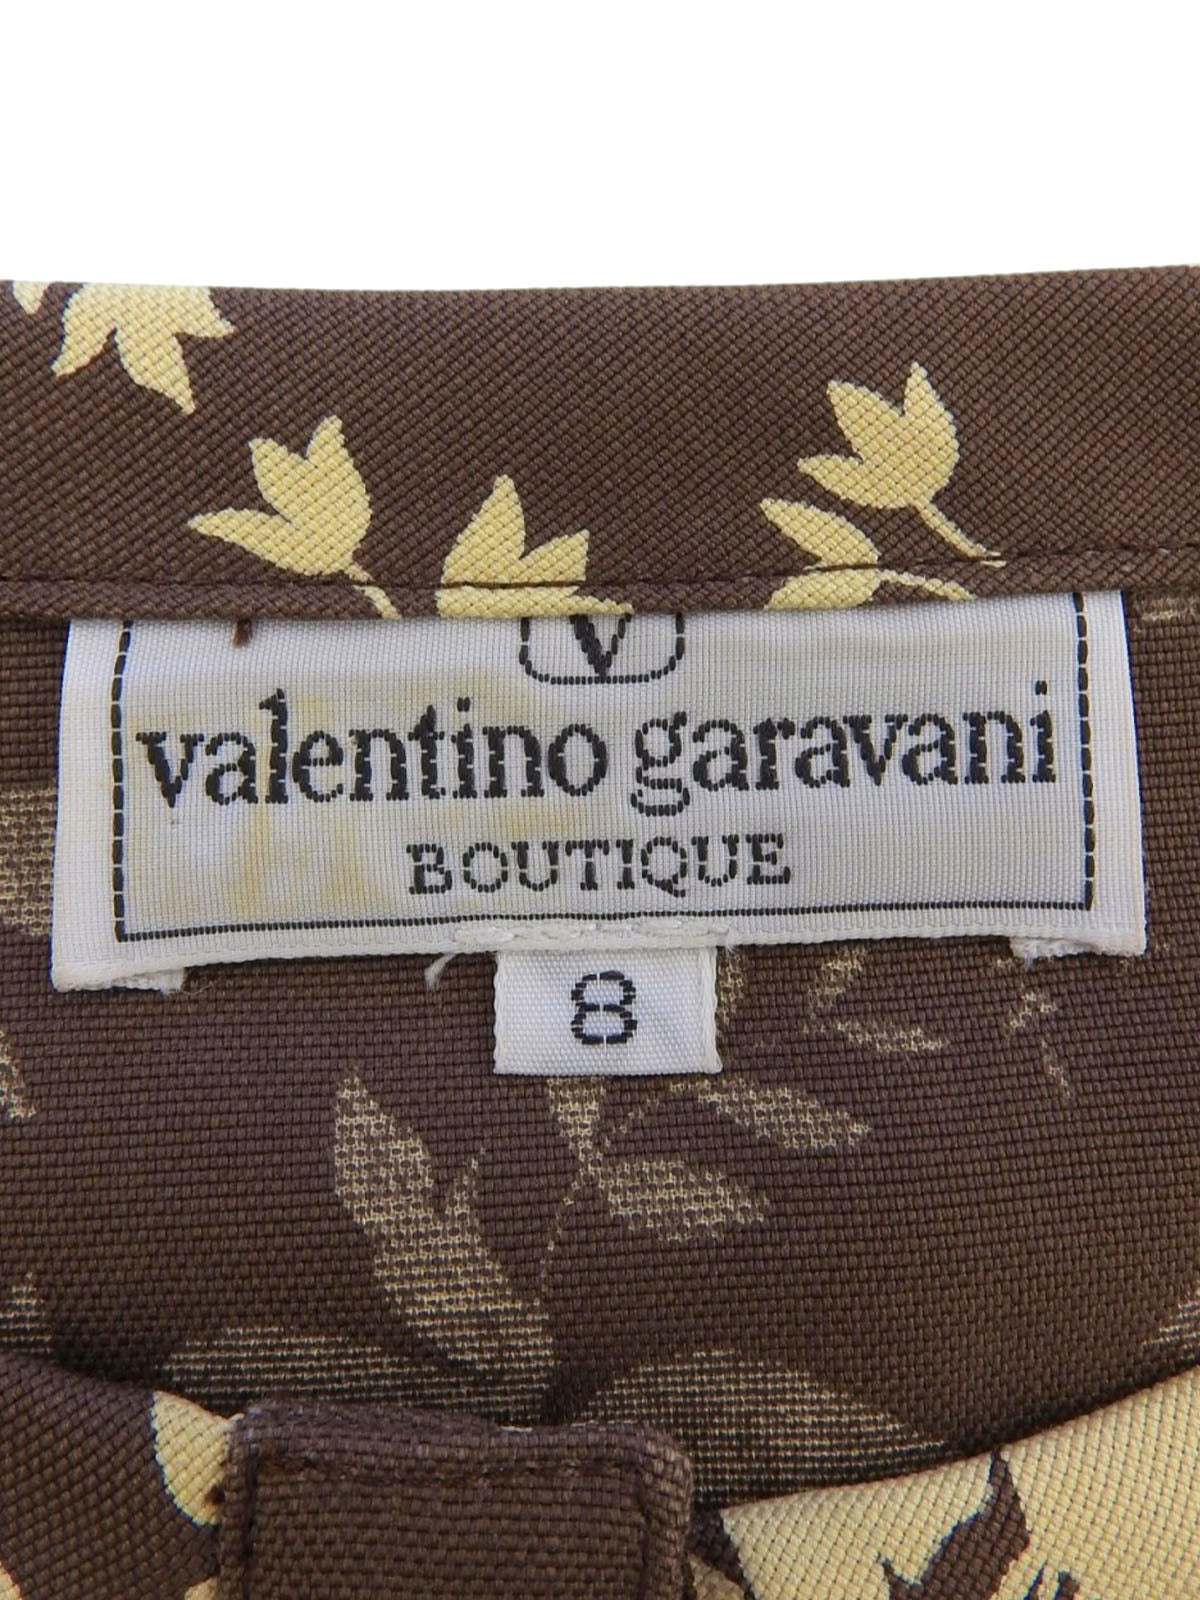 V
valentino garavani
BOUTIQUE
8